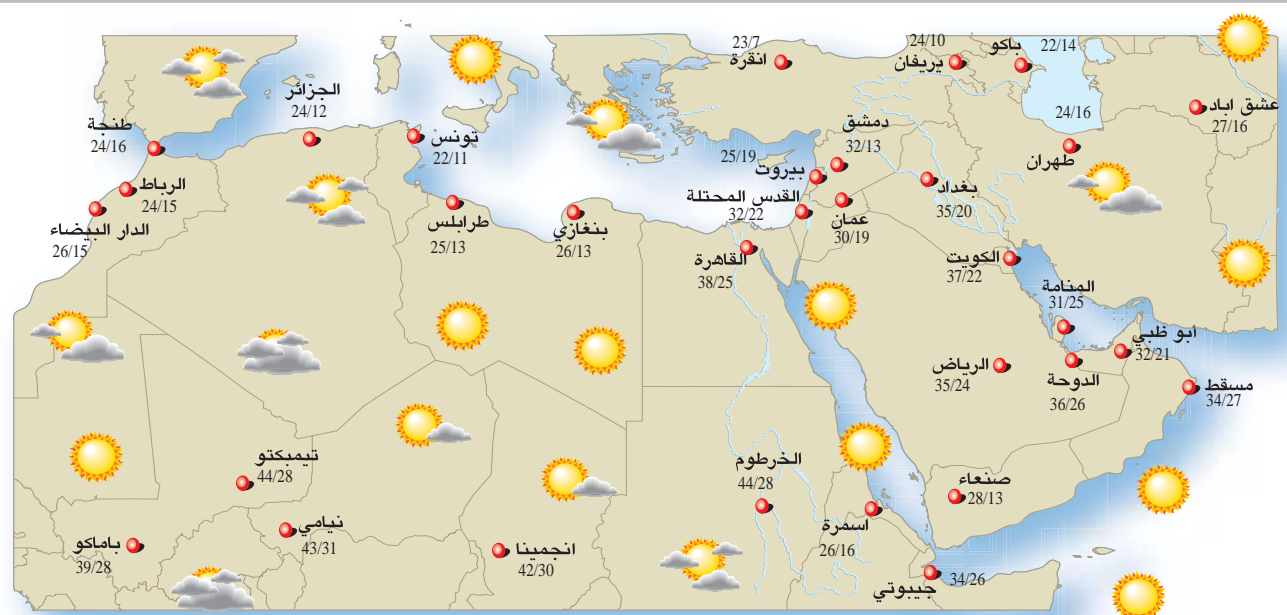 23/7
انقرة
24/10
يريفان
باكو
22/14
عشق اباد
27/16
24/16
طهران
الجزائر
24/12
طنجة
24/16
تونس
22/11
دمشق
32/13
25/19
بيروت
بغداد
35/20
الرباط
24/15
الدار البيضاء
26/15
طرابلس
25/13
بنغازي
26/13
القدس المحتلة
32/22
عمان
30/19
القاهرة
38/25
الكويت
37/22
المنامة
31/25
أبو ظبي
32/21
الرياض
35/24
الدوحة
36/26
مسقط
34/27
تيمبكتو
44/28
الخرطوم
44/28
صنعاء
28/13
نيامي
43/31
باماكو
39/28
انجمينا
42/30
اسمرة
26/16
34/26
جيبوتي